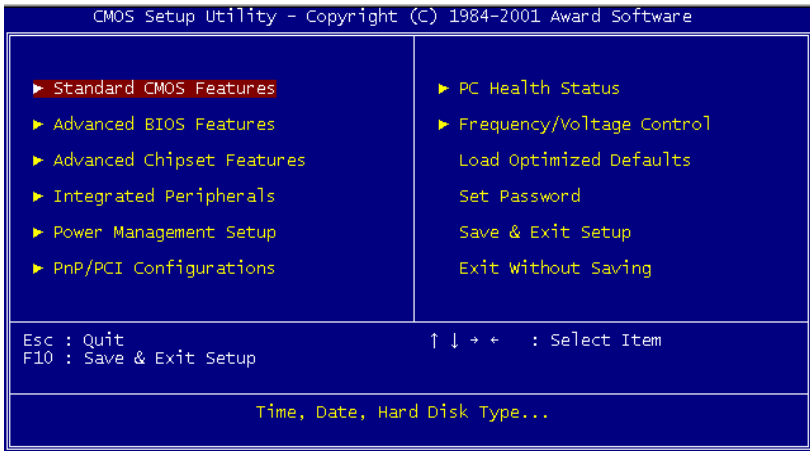 CMOS Setup Utility – Copyright (C) 1984–2001 Award Software
► Standard CMOS Features
► Advanced BIOS Features
► Advanced Chipset Features
► Integrated Peripherals
► Power Management Setup
► PnP/PCI Configurations
► PC Health Status
► Frequency/Voltage Control
Load Optimized Defaults
Set Password
Save & Exit Setup
Exit Without Saving
Esc : Quit
F10 : Save & Exit Setup
↑ ↓ → ← : Select Item
Time, Date, Hard Disk Type...